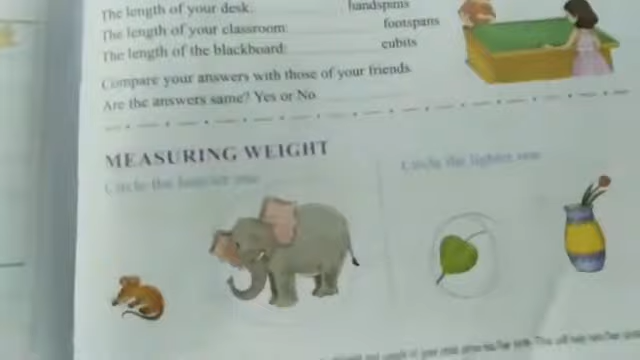 The length of your desk: handspans
The length of your classroom: footspans
The length of the blackboard: cubits
Compare your answers with those of your friends.
Are the answers same? Yes or No
MEASURING WEIGHT
Circle the heavier one
Circle the lighter one